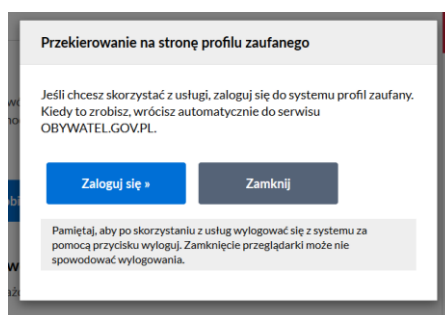 Przekierowanie na stronę profilu zaufanego
Jeśli chcesz skorzystać z usługi, zaloguj się do systemu profil zaufany.
Kiedy to zrobisz, wrócisz automatycznie do serwisu
OBYWATEL.GOV.PL.
Zaloguj się »
Zamknij
Pamiętaj, aby po skorzystaniu z usług wylogować się z systemu za
pomocą przycisku wyloguj. Zamknięcie przeglądarki może nie
spowodować wylogowania.